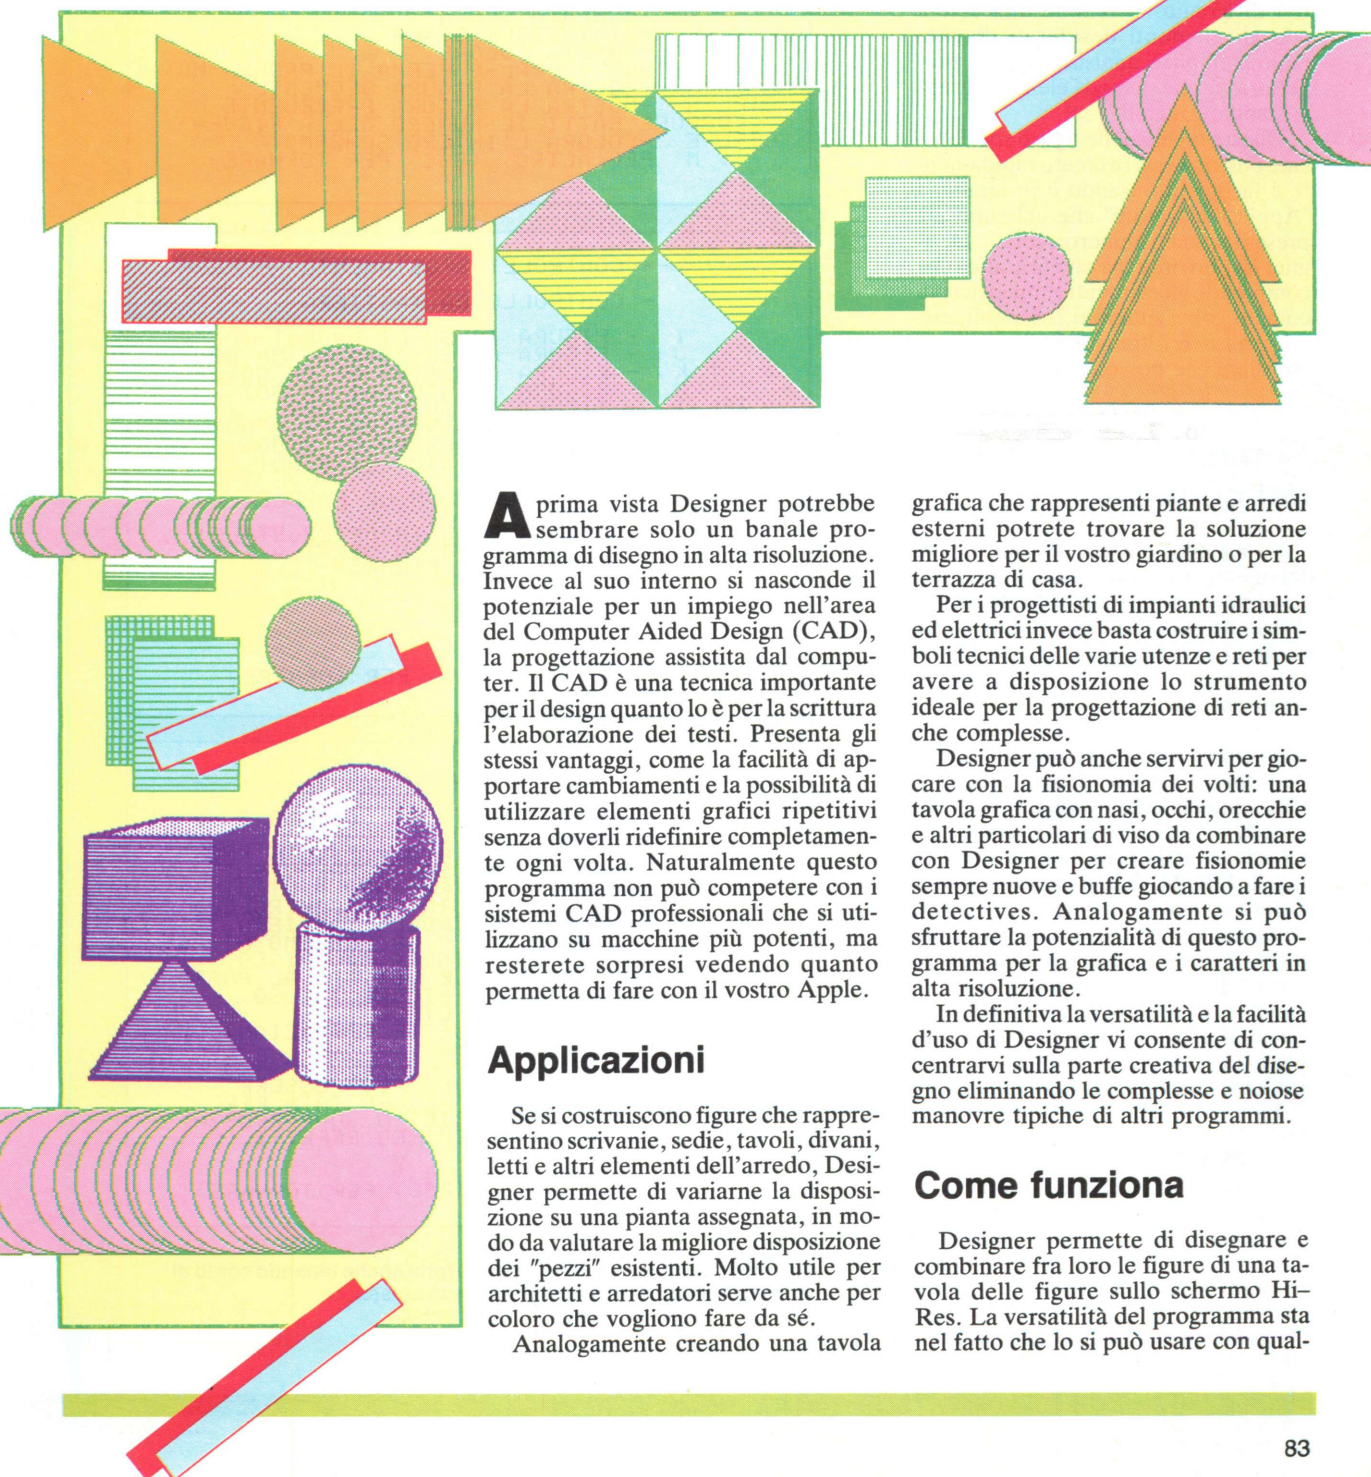 A prima vista Designer potrebbe
sembrare solo un banale pro-
gramma di disegno in alta risoluzione.
Invece al suo interno si nasconde il
potenziale per un impiego nell'area
del Computer Aided Design (CAD),
la progettazione assistita dal compu-
ter. Il CAD è una tecnica importante
per il design quanto lo è per la scrittura
l'elaborazione dei testi. Presenta gli
stessi vantaggi, come la facilità di ap-
portare cambiamenti e la possibilità di
utilizzare elementi grafici ripetitivi
senza doverli ridefinire completamen-
te ogni volta. Naturalmente questo
programma non può competere con i
sistemi CAD professionali che si uti-
lizzano su macchine più potenti, ma
resterete sorpresi vedendo quanto
permetta di fare con il vostro Apple.
Applicazioni
Se si costruiscono figure che rappre-
sentino scrivanie, sedie, tavoli, divani,
letti e altri elementi dell'arredo, Desi-
gner permette di variarne la disposi-
zione su una pianta assegnata, in mo-
do da valutare la migliore disposizione
dei "pezzi" esistenti. Molto utile per
architetti e arredatori serve anche per
coloro che vogliono fare da sé.
Analogamente creando una tavola
grafica che rappresenti piante e arredi
esterni potrete trovare la soluzione
migliore per il vostro giardino o per la
terrazza di casa.
Per i progettisti di impianti idraulici
ed elettrici invece basta costruire i sim-
boli tecnici delle varie utenze e reti per
avere a disposizione lo strumento
ideale per la progettazione di reti an-
che complesse.
Designer può anche servirvi per gio-
care con la fisionomia dei volti: una
tavola grafica con nasi, occhi, orecchie
e altri particolari di viso da combinare
con Designer per creare fisionomie
sempre nuove e buffe giocando a fare i
detectives. Analogamente si può
sfruttare la potenzialità di questo pro-
gramma per la grafica e i caratteri in
alta risoluzione.
In definitiva la versatilità e la facilità
d'uso di Designer vi consente di con-
centrarvi sulla parte creativa del dise-
gno eliminando le complesse e noiose
manovre tipiche di altri programmi.
Come funziona
Designer permette di disegnare e
combinare fra loro le figure di una ta-
vola delle figure sullo schermo Hi–
Res. La versatilità del programma sta
nel fatto che lo si può usare con qual-
83